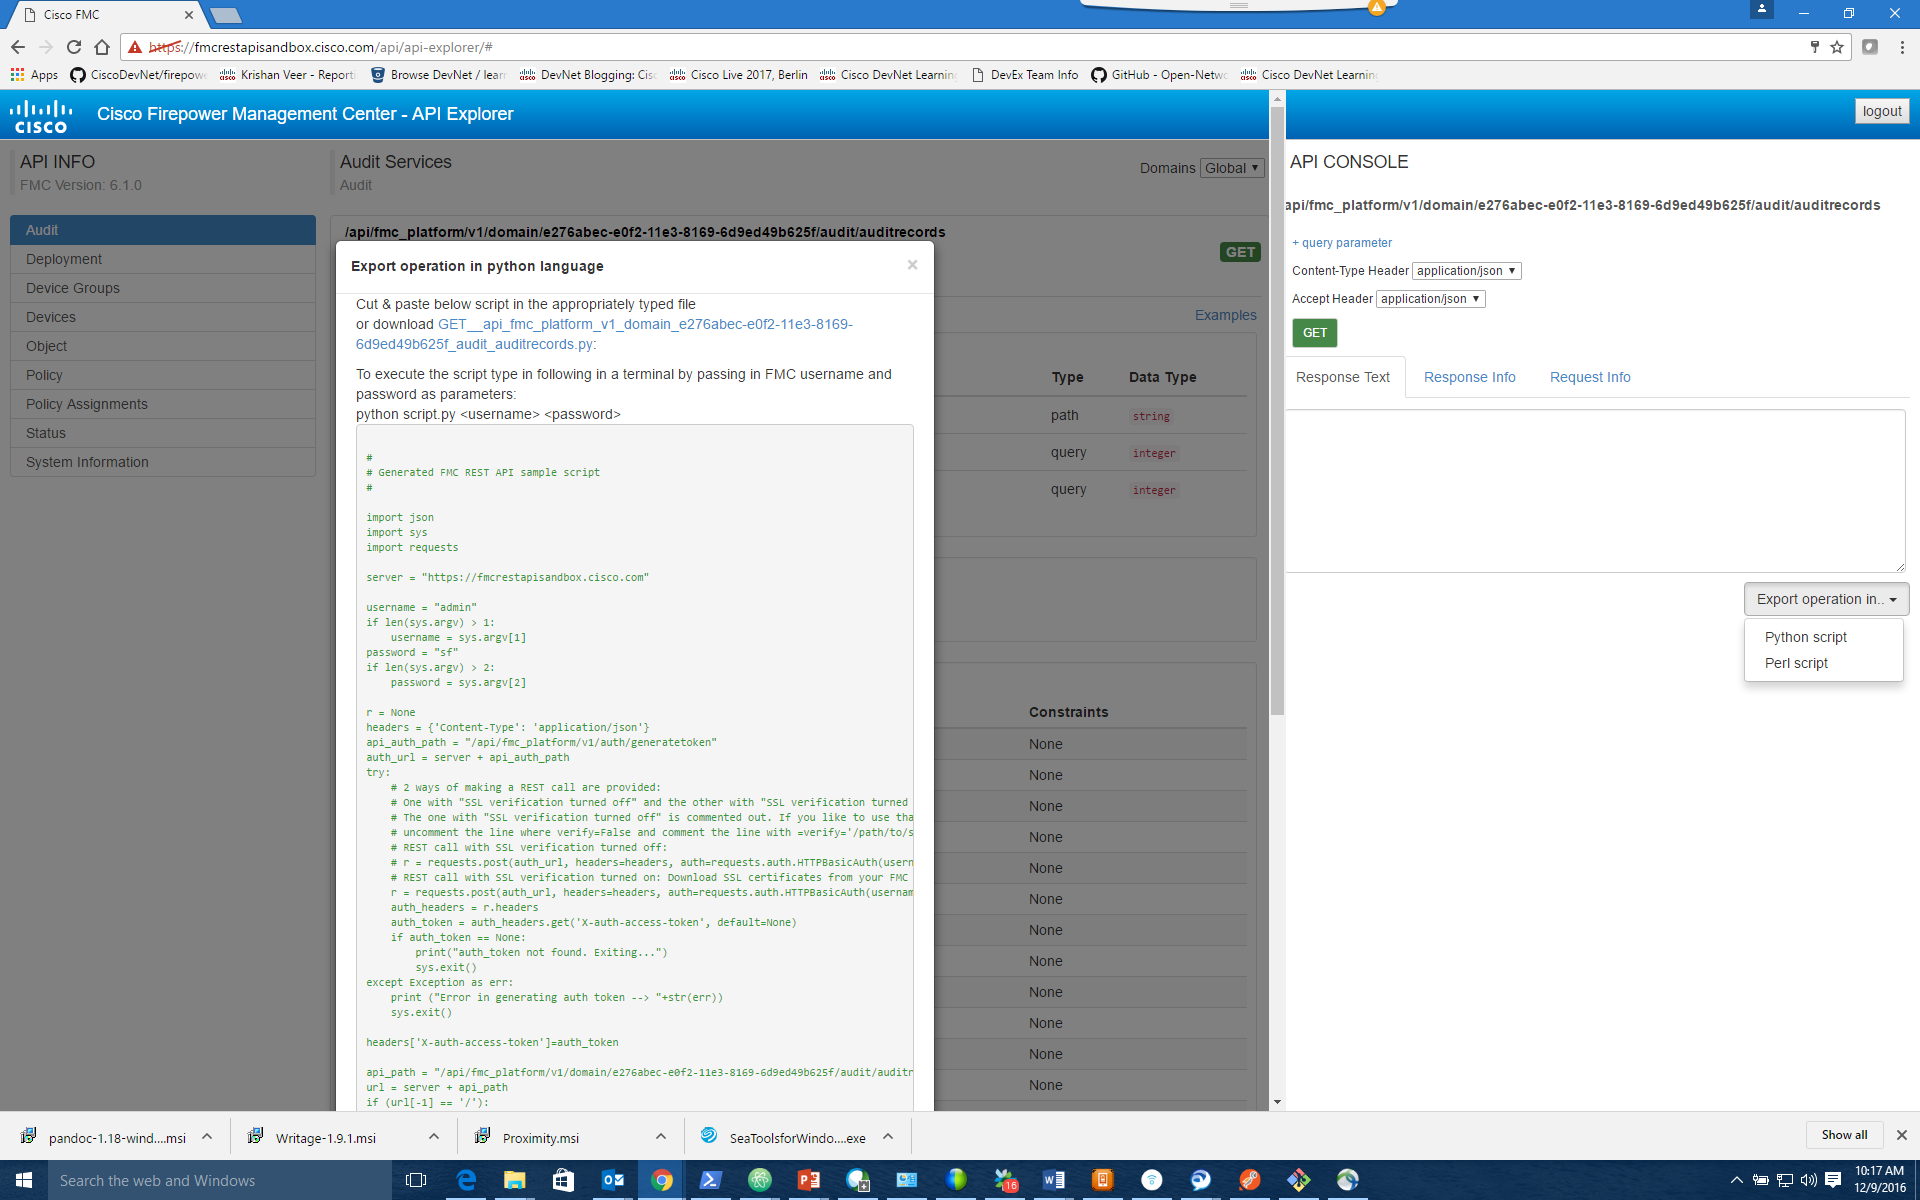 Cisco FMC
https://fmcrestapisandbox.cisco.com/api/api-explorer/#
Apps
CiscoDevNet/firepow
Krishan Veer - Report
Browse DevNet / lear
DevNet Blogging: Cisc
Cisco Live 2017, Berlin
Cisco DevNet Learnin
DevEx Team Info
GitHub - Open-Netw
Cisco DevNet Learnin
CISCO
Cisco Firepower Management Center - API Explorer
logout
API INFO
FMC Version: 6.1.0
Audit
Deployment
Device Groups
Devices
Object
Policy
Policy Assignments
Status
System Information
Audit Services
Audit
Domains Global
/api/fmc_platform/v1/domain/e276abec-e0f2-11e3-8169-6d9ed49b625f/audit/auditrecords
GET
Examples
Type Data Type
path string
query integer
query integer
Constraints
None
None
None
None
None
None
None
None
None
None
None
None
Export operation in python language
×
Cut & paste below script in the appropriately typed file
or download GET__api_fmc_platform_v1_domain_e276abec-e0f2-11e3-8169-
6d9ed49b625f_audit_auditrecords.py:
To execute the script type in following in a terminal by passing in FMC username and
password as parameters:
python script.py <username> <password>
#
# Generated FMC REST API sample script
#
import json
import sys
import requests
server = "https://fmcrestapisandbox.cisco.com"
username = "admin"
if len(sys.argv) > 1:
username = sys.argv[1]
password = "sf"
if len(sys.argv) > 2:
password = sys.argv[2]
r = None
headers = {'Content-Type': 'application/json'}
api_auth_path = "/api/fmc_platform/v1/auth/generatetoken"
auth_url = server + api_auth_path
try:
# 2 ways of making a REST call are provided:
# One with "SSL verification turned off" and the other with "SSL verification turned
# The one with "SSL verification turned off" is commented out. If you like to use tha
# uncomment the line where verify=False and comment the line with =verify='/path/to/s
# REST call with SSL verification turned off:
# r = requests.post(auth_url, headers=headers, auth=requests.auth.HTTPBasicAuth(usern
# REST call with SSL verification turned on: Download SSL certificates from your FMC
r = requests.post(auth_url, headers=headers, auth=requests.auth.HTTPBasicAuth(usernam
auth_headers = r.headers
auth_token = auth_headers.get('X-auth-access-token', default=None)
if auth_token == None:
print("auth_token not found. Exiting...")
sys.exit()
except Exception as err:
print ("Error in generating auth token --> "+str(err))
sys.exit()
headers['X-auth-access-token']=auth_token
api_path = "/api/fmc_platform/v1/domain/e276abec-e0f2-11e3-8169-6d9ed49b625f/audit/auditr
url = server + api_path
if (url[-1] == '/'):
API CONSOLE
api/fmc_platform/v1/domain/e276abec-e0f2-11e3-8169-6d9ed49b625f/audit/auditrecords
+ query parameter
Content-Type Header application/json
Accept Header application/json
GET
Response Text
Response Info
Request Info
Export operation in..
Python script
Perl script
pandoc-1.18-wind....msi
Writage-1.9.1.msi
Proximity.msi
SeaToolsforWindo....exe
Show all
Search the web and Windows
16
10:17 AM
12/9/2016